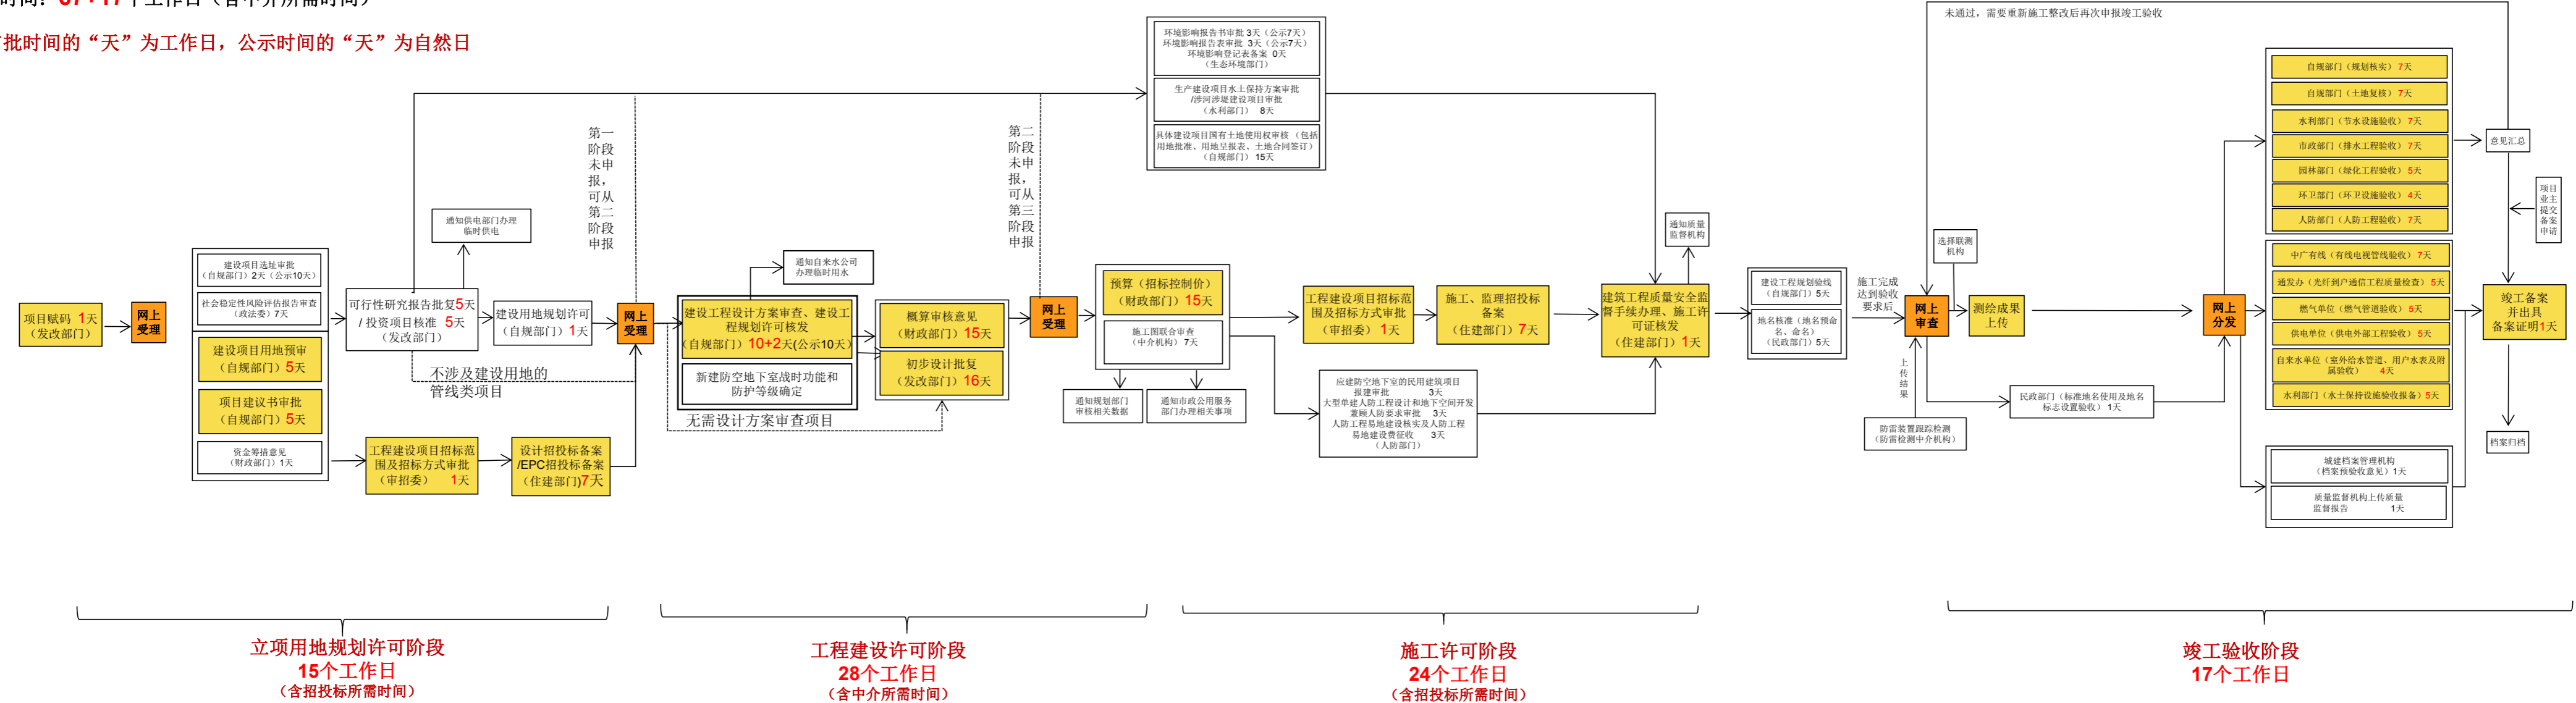 时间：67+17个工作日（含中介所需时间）
批时间的“天”为工作日，公示时间的“天”为自然日
项目赋码 1天
（发改部门）
网上
受理
建设项目选址审批
（自规部门）2天（公示10天）
社会稳定性风险评估报告审查
（政法委）7天
建设项目用地预审
（自规部门）5天
项目建议书审批
（自规部门）5天
资金筹措意见
（财政部门）1天
通知供电部门办理
临时供电
可行性研究报告批复5天
/ 投资项目核准 5天
（发改部门）
建设用地规划许可
（自规部门）1天
不涉及建设用地的
管线类项目
工程建设项目招标范
围及招标方式审批
（审招委） 1天
设计招投标备案
/EPC招投标备案
（住建部门)7天
第一
阶段
未申
报，
可从
第二
阶段
申报
网上
受理
通知自来水公司
办理临时用水
建设工程设计方案审查、建设工
程规划许可核发
（自规部门）10+2天(公示10天）
新建防空地下室战时功能和
防护等级确定
无需设计方案审查项目
概算审核意见
（财政部门）15天
初步设计批复
（发改部门） 16天
第二
阶段
未申
报，
可从
第三
阶段
申报
网上
受理
环境影响报告书审批 3天（公示7天）
环境影响报告表审批 3天（公示7天）
环境影响登记表备案 0天
（生态环境部门）
生产建设项目水土保持方案审批
/涉河涉堤建设项目审批
（水利部门） 8天
具体建设项目国有土地使用权审核 （包括
用地批准、用地呈报表、土地合同签订）
（自规部门） 15天
预算（招标控制价）
（财政部门）15天
施工图联合审查
（中介机构） 7天
通知规划部门
审核相关数据
通知市政公用服务
部门办理相关事项
工程建设项目招标范
围及招标方式审批
（审招委） 1天
施工、监理招投标
备案
（住建部门）7天
应建防空地下室的民用建筑项目
报建审批 3天
大型单建人防工程设计和地下空间开发
兼顾人防要求审批 3天
人防工程易地建设核实及人防工程
易地建设费征收 3天
（人防部门）
通知质量
监督机构
建筑工程质量安全监
督手续办理、施工许
可证核发
（住建部门）1天
建设工程规划验线
（自规部门）5天
地名核准（地名预命
名、命名）
（民政部门）5天
施工完成
达到验收
要求后
未通过，需要重新施工整改后再次申报竣工验收
选择联测
机构
网上
审查
测绘成果
上传
上
传
结
果
防雷装置跟踪检测
（防雷检测中介机构）
民政部门（标准地名使用及地名
标志设置验收）1天
网上
分发
自规部门（规划核实）7天
自规部门（土地复核）7天
水利部门（节水设施验收）7天
市政部门（排水工程验收）7天
园林部门（绿化工程验收）5天
环卫部门（环卫设施验收）4天
人防部门（人防工程验收）7天
中广有线（有线电视管线验收）7天
通发办（光纤到户通信工程质量检查）5天
燃气单位（燃气管道验收）5天
供电单位（供电外部工程验收）5天
自来水单位（室外给水管道、用户水表及附
属验收） 4天
水利部门（水土保持设施验收报备）5天
城建档案管理机构
（档案预验收意见）1天
质量监督机构上传质量
监督报告 1天
意见汇总
项目
业主
提交
备案
申请
竣工备案
并出具
备案证明1天
档案归档
立项用地规划许可阶段
15个工作日
（含招投标所需时间）
工程建设许可阶段
28个工作日
（含中介所需时间）
施工许可阶段
24个工作日
（含招投标所需时间）
竣工验收阶段
17个工作日